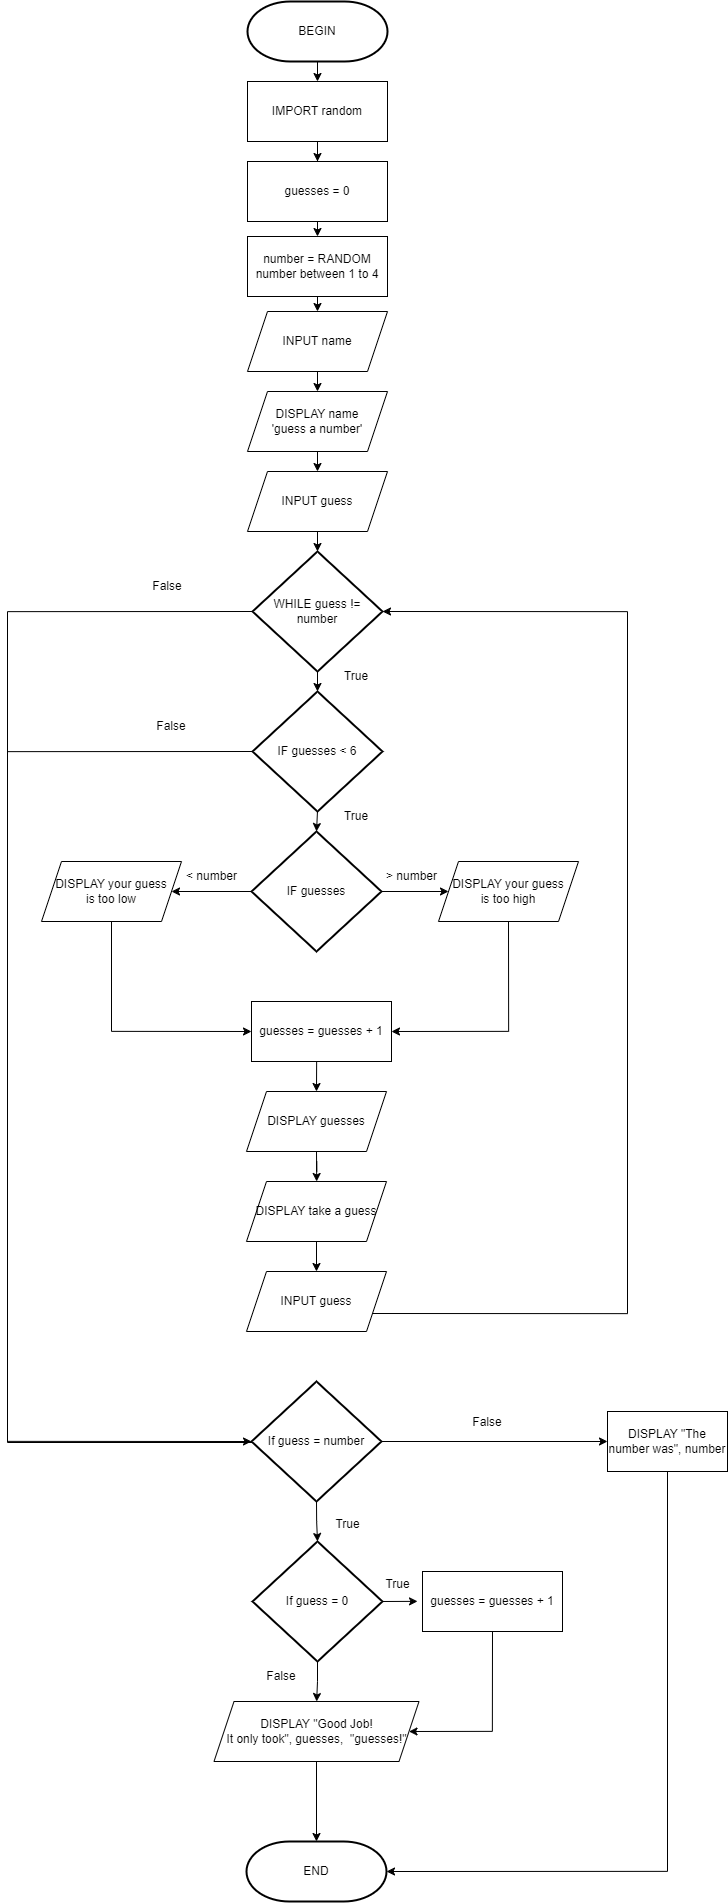 BEGIN
IMPORT random
guesses = 0
number = RANDOM
number between 1 to 4
INPUT name
DISPLAY name
'guess a number'
INPUT guess
False
WHILE guess !=
number
True
False
IF guesses < 6
True
DISPLAY your guess
is too low
< number
IF guesses
> number
DISPLAY your guess
is too high
guesses = guesses + 1
DISPLAY guesses
DISPLAY take a guess
INPUT guess
If guess = number
False
DISPLAY "The
number was", number
True
If guess = 0
True
guesses = guesses + 1
False
DISPLAY "Good Job!
It only took", guesses, "guesses!"
END